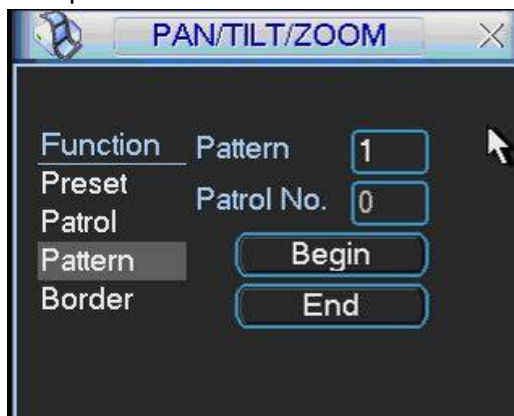 PAN/TILT/ZOOM
Function
Preset
Patrol
Pattern
Border
Pattern 1
Patrol No. 0
Begin
End